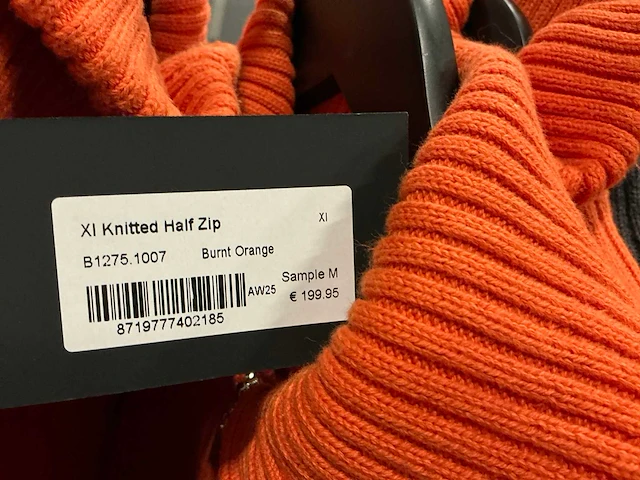 XI Knitted Half Zip
XI
B1275.1007 Burnt Orange
Sample M
AW25
€ 199.95
8719777402185